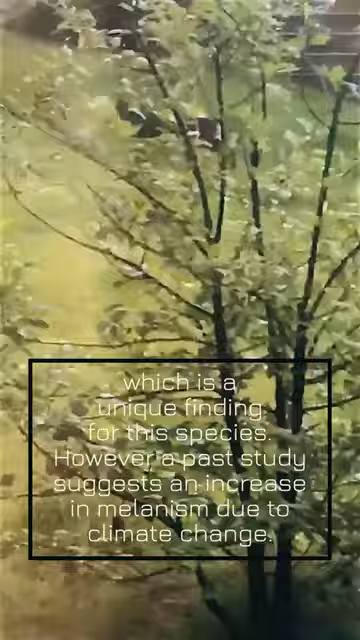 which is a
unique finding
for this species.
However a past study
suggests an increase
in melanism due to
climate change.